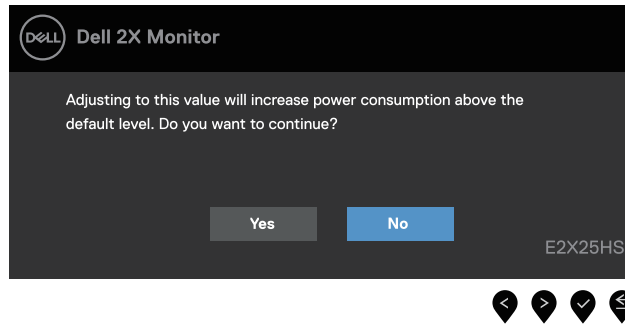 DELL
Dell 2X Monitor
Adjusting to this value will increase power consumption above the
default level. Do you want to continue?
Yes No
E2X25HS